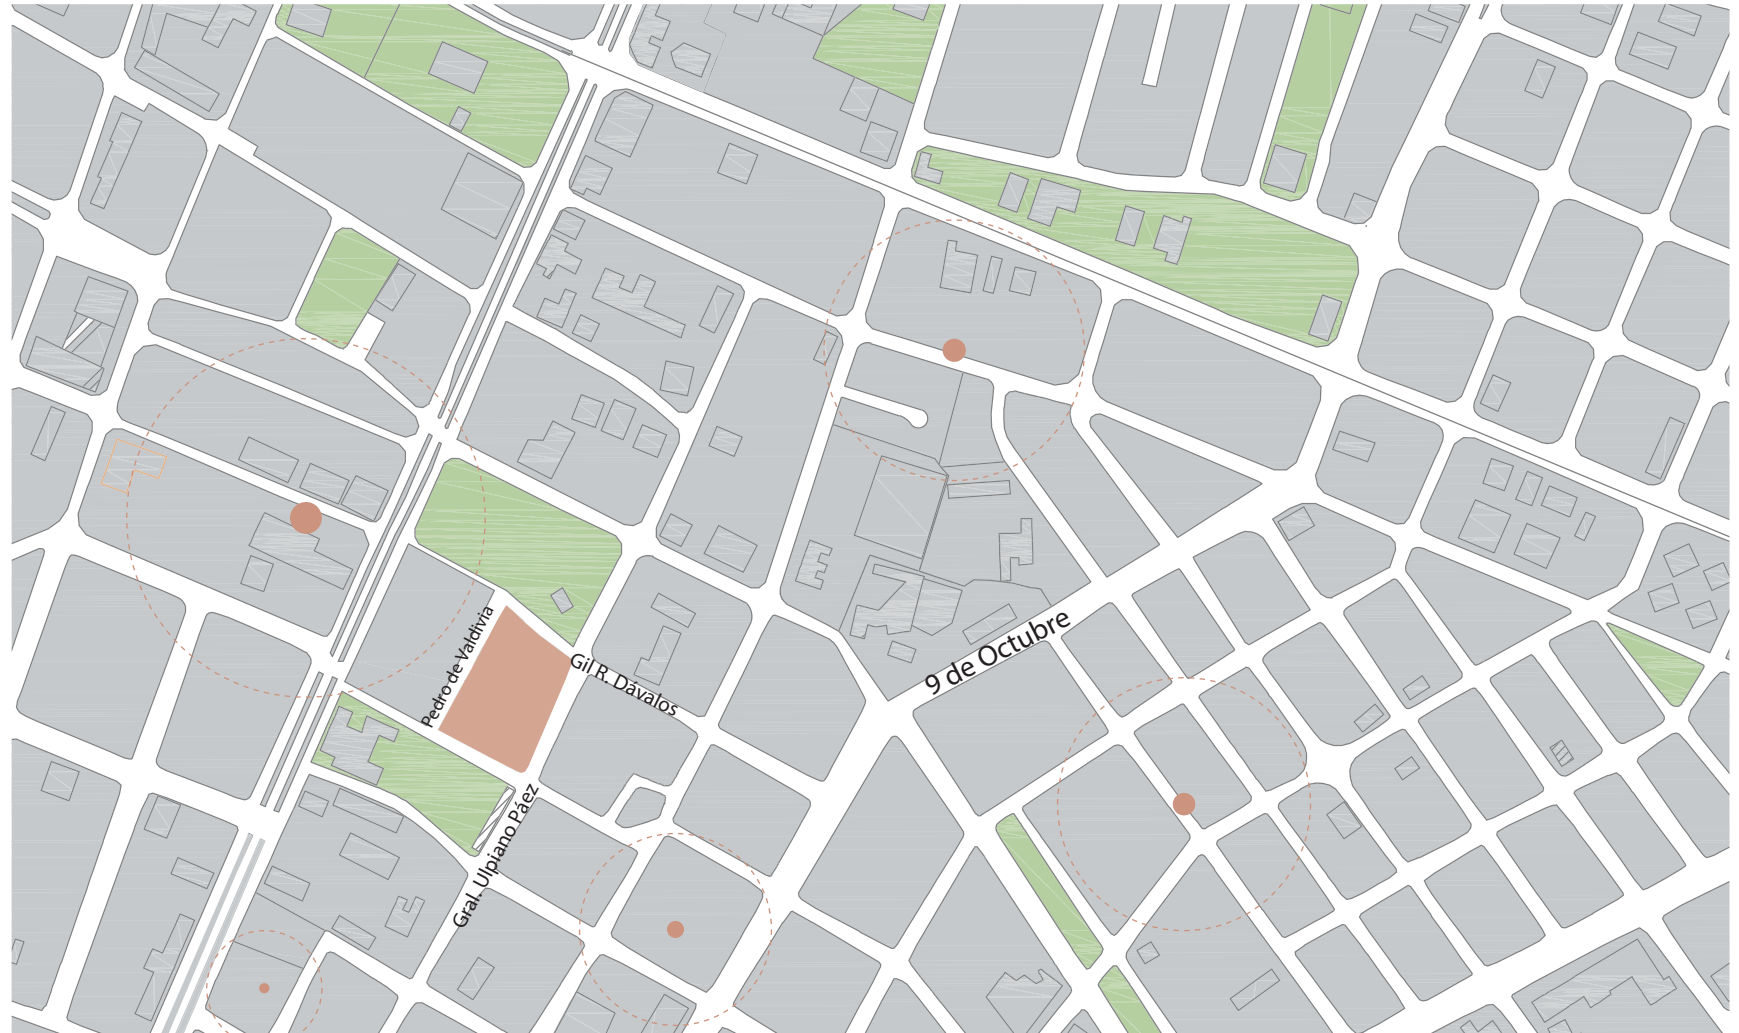 Pedro de Valdivia
Gil R. Dávalos
9 de Octubre
Gral. Ulpiano Páez